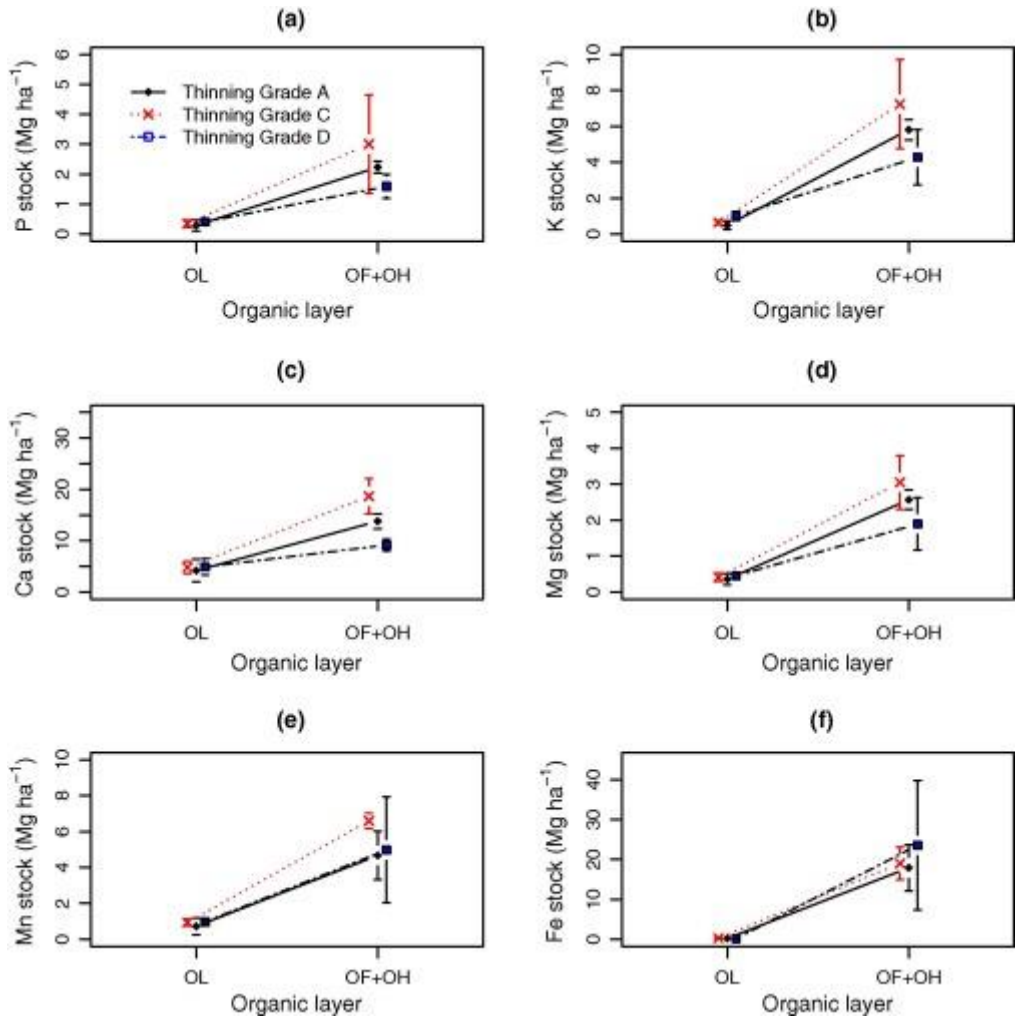 (a)
P stock (Mg ha⁻¹)
0 1 2 3 4 5 6
Thinning Grade A
Thinning Grade C
Thinning Grade D
OL OF+OH
Organic layer
(b)
K stock (Mg ha⁻¹)
0 2 4 6 8 10
OL OF+OH
Organic layer
(c)
Ca stock (Mg ha⁻¹)
0 10 20 30
OL OF+OH
Organic layer
(d)
Mg stock (Mg ha⁻¹)
0 1 2 3 4 5
OL OF+OH
Organic layer
(e)
Mn stock (Mg ha⁻¹)
0 2 4 6 8 10
OL OF+OH
Organic layer
(f)
Fe stock (Mg ha⁻¹)
0 10 20 30 40
OL OF+OH
Organic layer